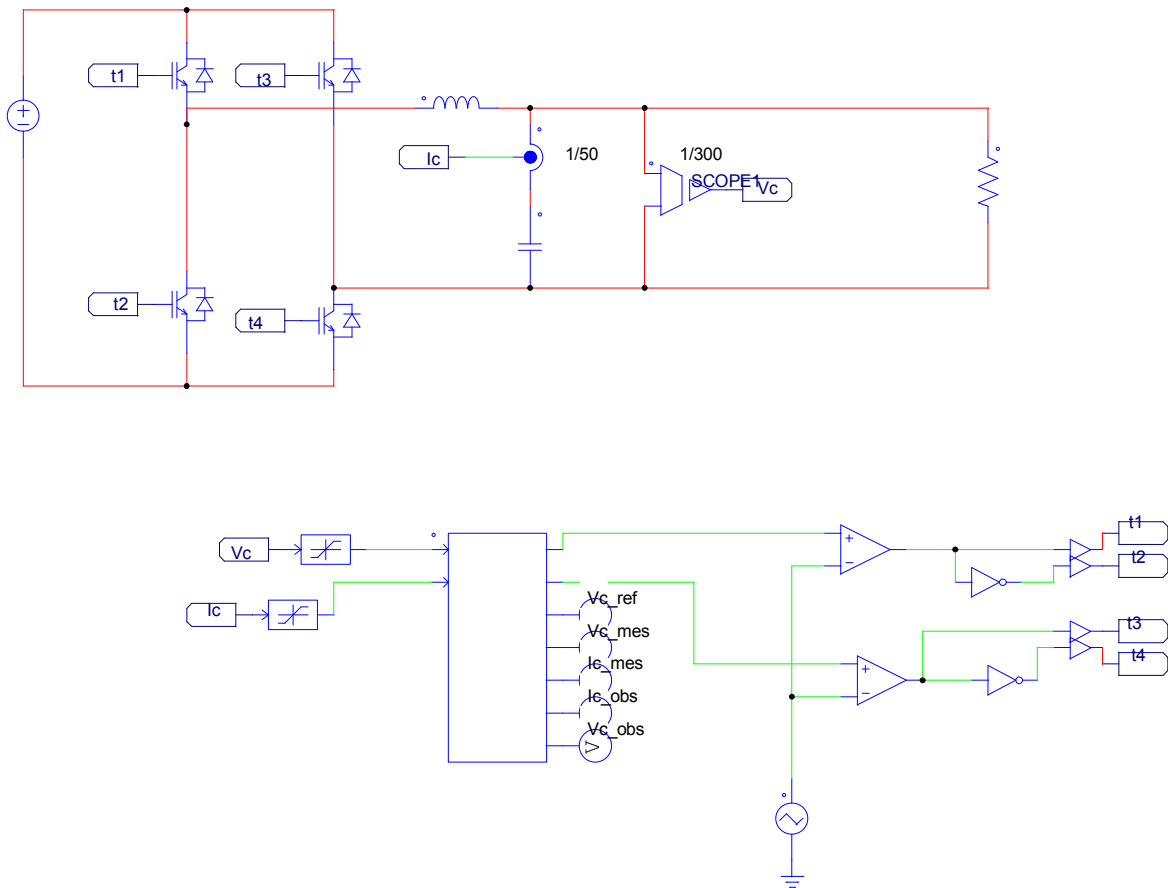 t1
t3
Ic
1/50
1/300
SCOPE1
Vc
t2
t4
Vc
Ic
Vc_ref
Vc_mes
Ic_mes
Ic_obs
Vc_obs
V
t1
t2
t3
t4